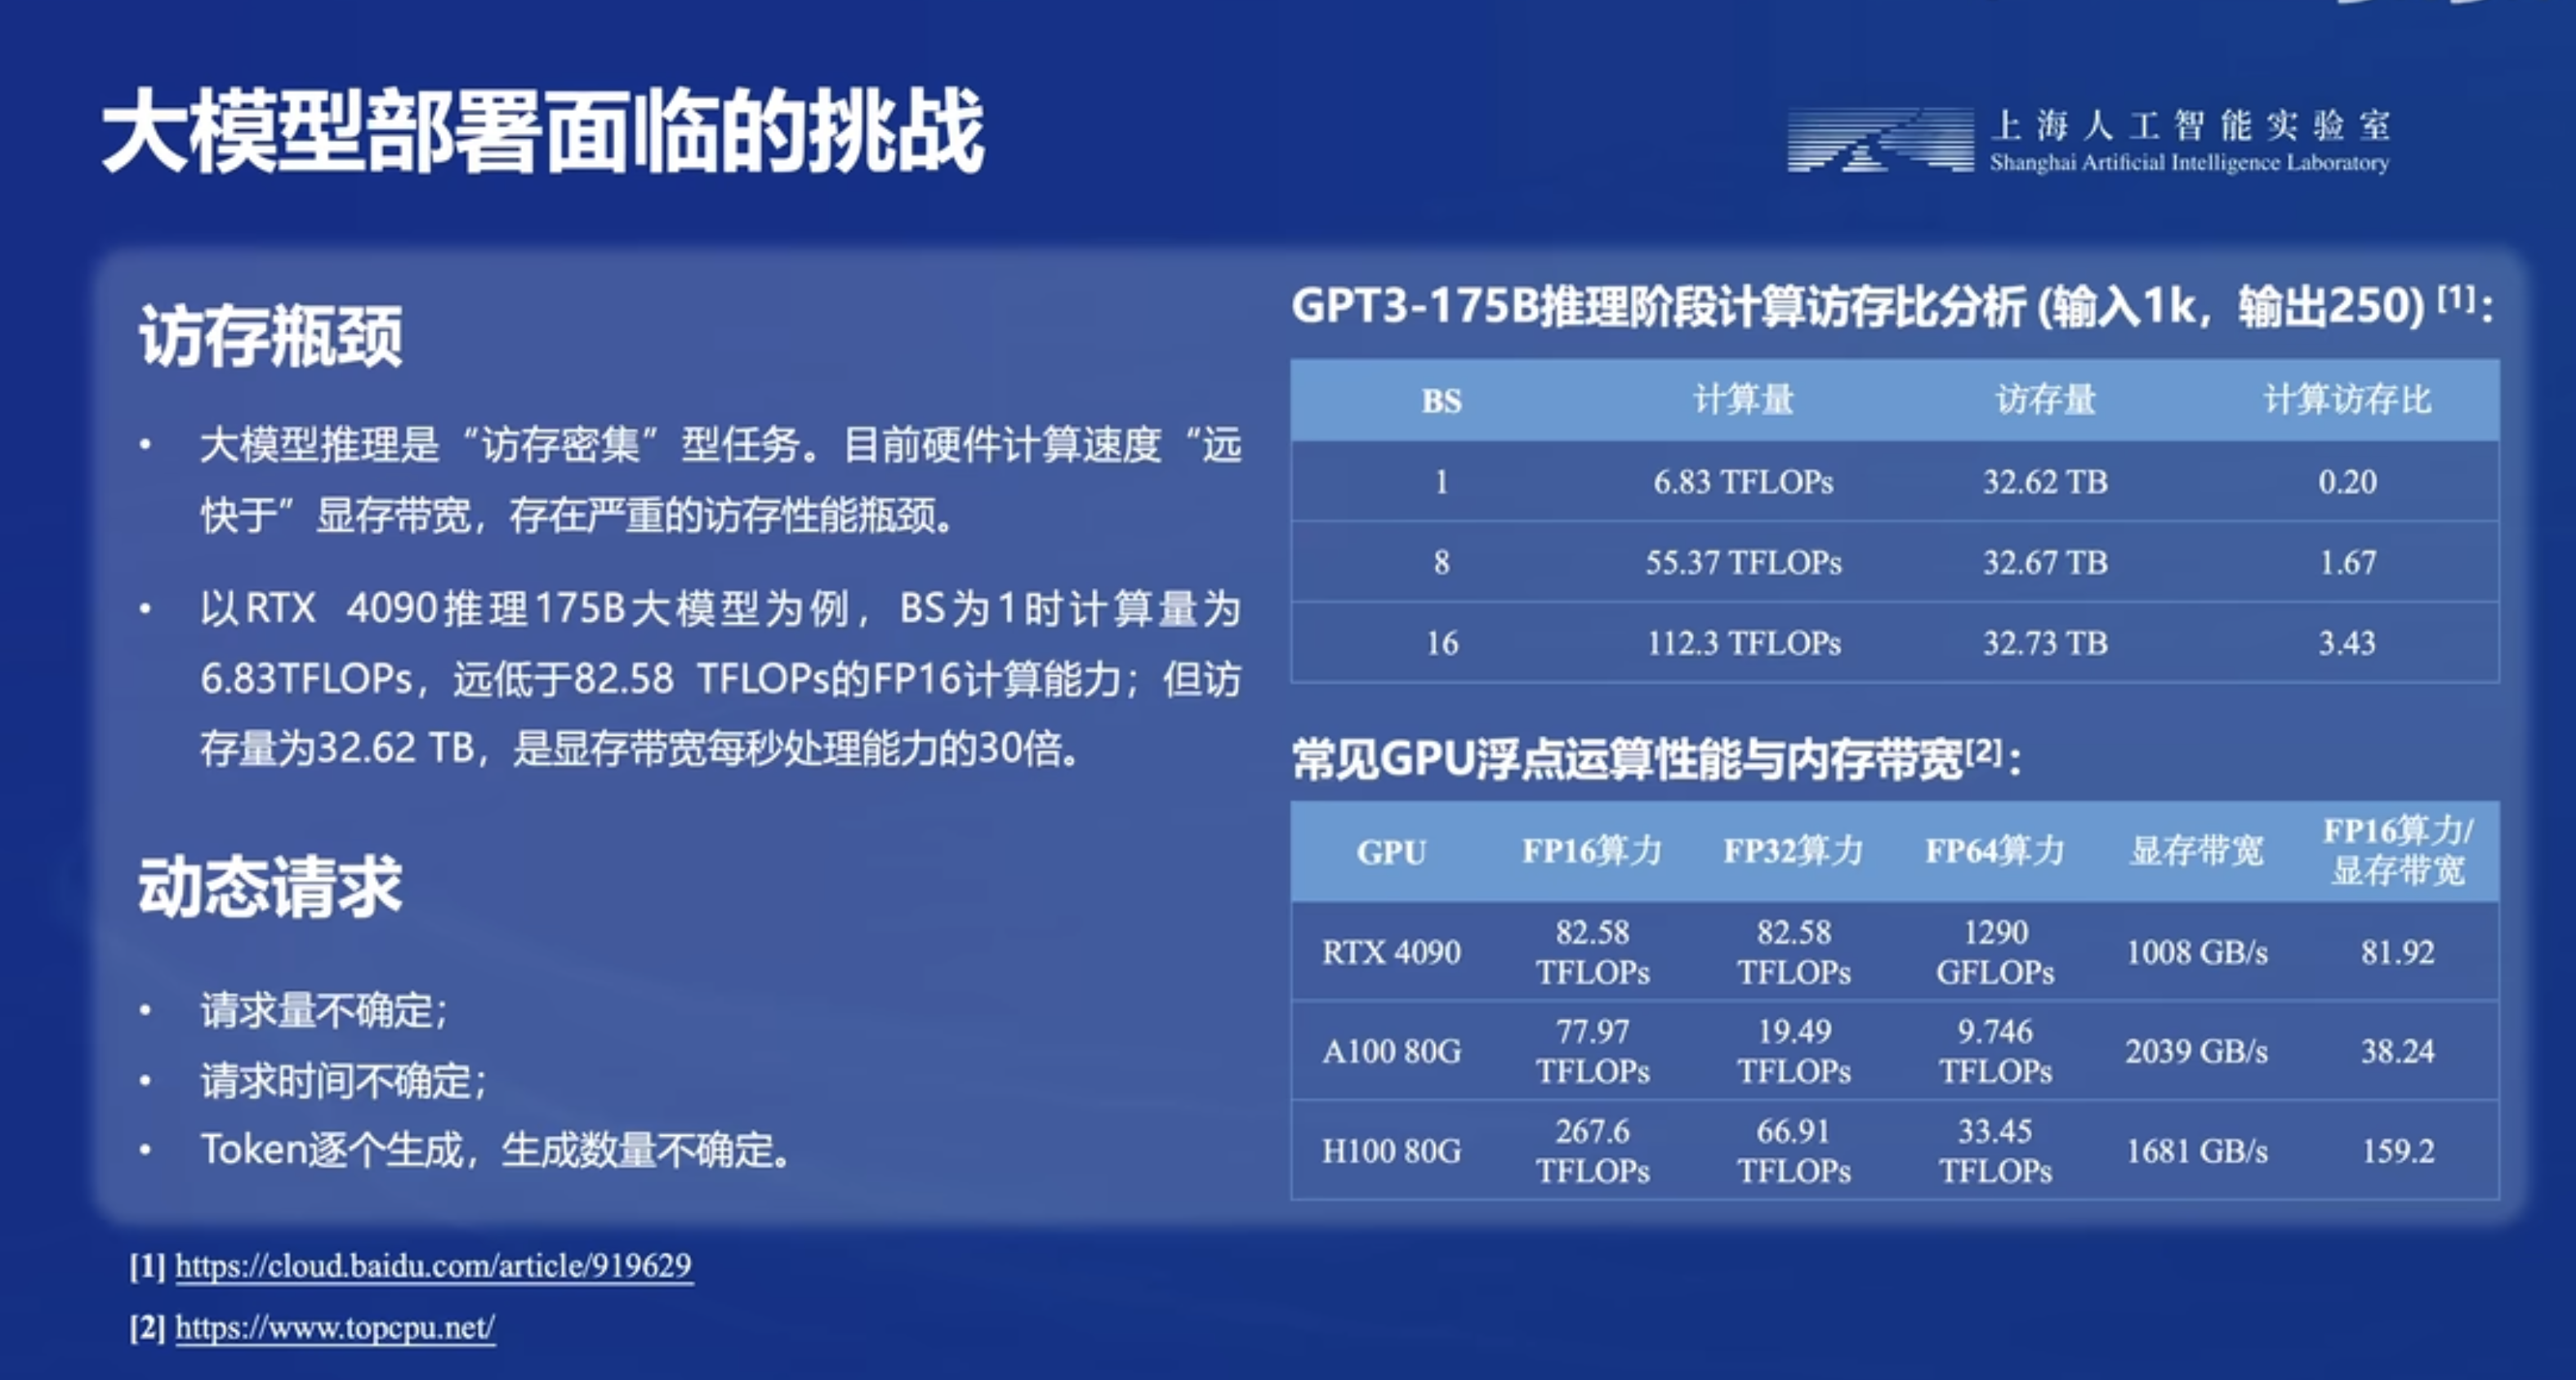 大模型部署面临的挑战
上海人工智能实验室
Shanghai Artificial Intelligence Laboratory
访存瓶颈
• 大模型推理是“访存密集”型任务。目前硬件计算速度“远
快于”显存带宽，存在严重的访存性能瓶颈。
• 以RTX 4090推理175B大模型为例，BS为1时计算量为
6.83TFLOPs，远低于82.58 TFLOPs的FP16计算能力；但访
存量为32.62 TB，是显存带宽每秒处理能力的30倍。
动态请求
• 请求量不确定；
• 请求时间不确定；
• Token逐个生成，生成数量不确定。
GPT3-175B推理阶段计算访存比分析 (输入1k，输出250) [1]：
BS 计算量 访存量 计算访存比
1 6.83 TFLOPs 32.62 TB 0.20
8 55.37 TFLOPs 32.67 TB 1.67
16 112.3 TFLOPs 32.73 TB 3.43
常见GPU浮点运算性能与内存带宽[2]：
GPU FP16算力 FP32算力 FP64算力 显存带宽 FP16算力/
显存带宽
RTX 4090 82.58 TFLOPs 82.58 TFLOPs 1290 GFLOPs 1008 GB/s 81.92
A100 80G 77.97 TFLOPs 19.49 TFLOPs 9.746 TFLOPs 2039 GB/s 38.24
H100 80G 267.6 TFLOPs 66.91 TFLOPs 33.45 TFLOPs 1681 GB/s 159.2
[1] https://cloud.baidu.com/article/919629
[2] https://www.topcpu.net/